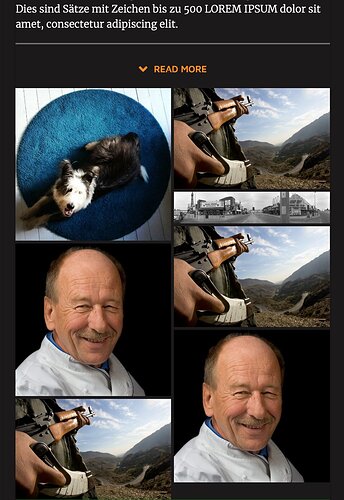 Dies sind Sätze mit Zeichen bis zu 500 LOREM IPSUM dolor sit
amet, consectetur adipiscing elit.
READ MORE